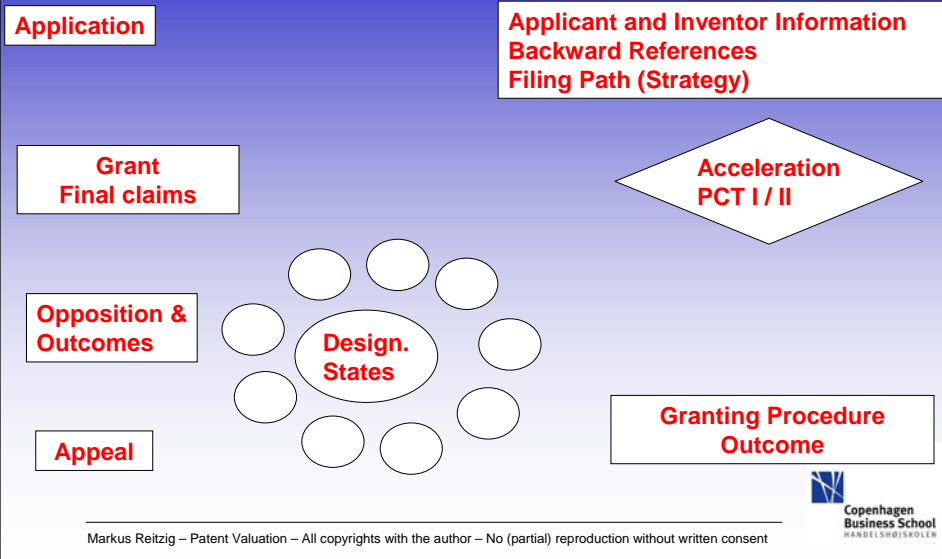 Application
Applicant and Inventor Information
Backward References
Filing Path (Strategy)
Grant
Final claims
Acceleration
PCT I / II
Opposition &
Outcomes
Design.
States
Granting Procedure
Outcome
Appeal
Copenhagen
Business School
HANDELSHØJSKOLEN
Markus Reitzig – Patent Valuation – All copyrights with the author – No (partial) reproduction without written consent